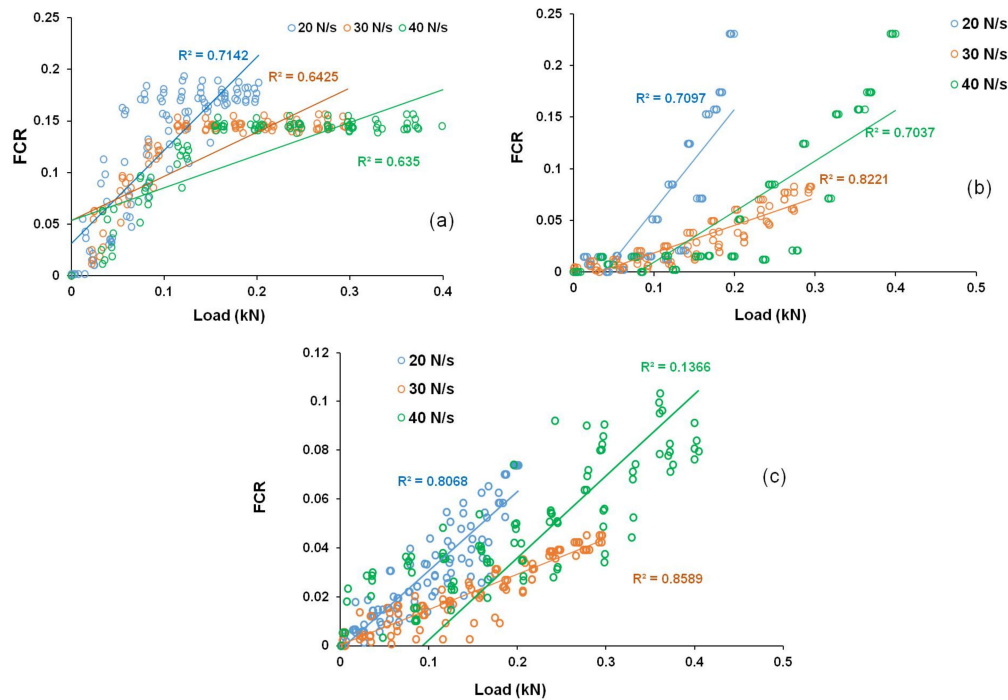 0.25
(a)
20 N/s 30 N/s 40 N/s
R² = 0.7142
0.2
R² = 0.6425
FCR
0.15
0.1
R² = 0.635
0.05
(a)
0
0 0.1 0.2 0.3 0.4
Load (kN)
(b)
0.25
20 N/s
30 N/s
40 N/s
0.2
R² = 0.7097
FCR
0.15
R² = 0.7037
0.1
R² = 0.8221
(b)
0.05
0
0 0.1 0.2 0.3 0.4 0.5
Load (kN)
0.12
20 N/s
30 N/s
40 N/s
R² = 0.1366
0.1
0.08
R² = 0.8068
(c)
FCR
0.06
0.04
R² = 0.8589
0.02
0
0 0.1 0.2 0.3 0.4 0.5
Load (kN)